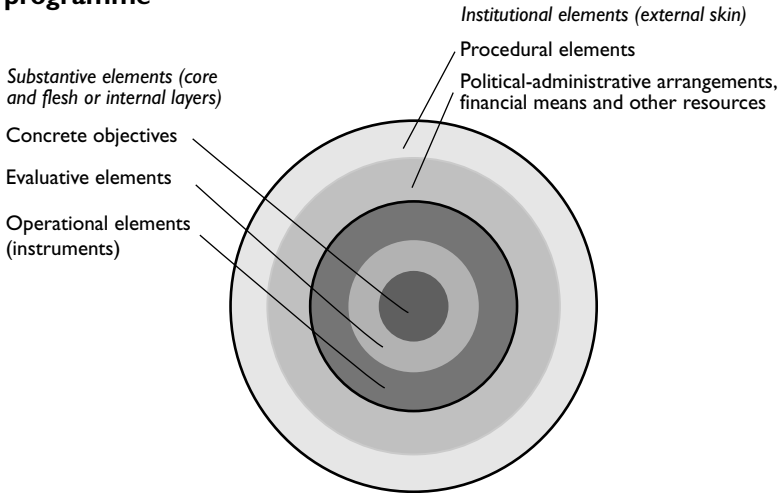 programme
Institutional elements (external skin)
Procedural elements
Political-administrative arrangements,
financial means and other resources
Substantive elements (core
and flesh or internal layers)
Concrete objectives
Evaluative elements
Operational elements
(instruments)